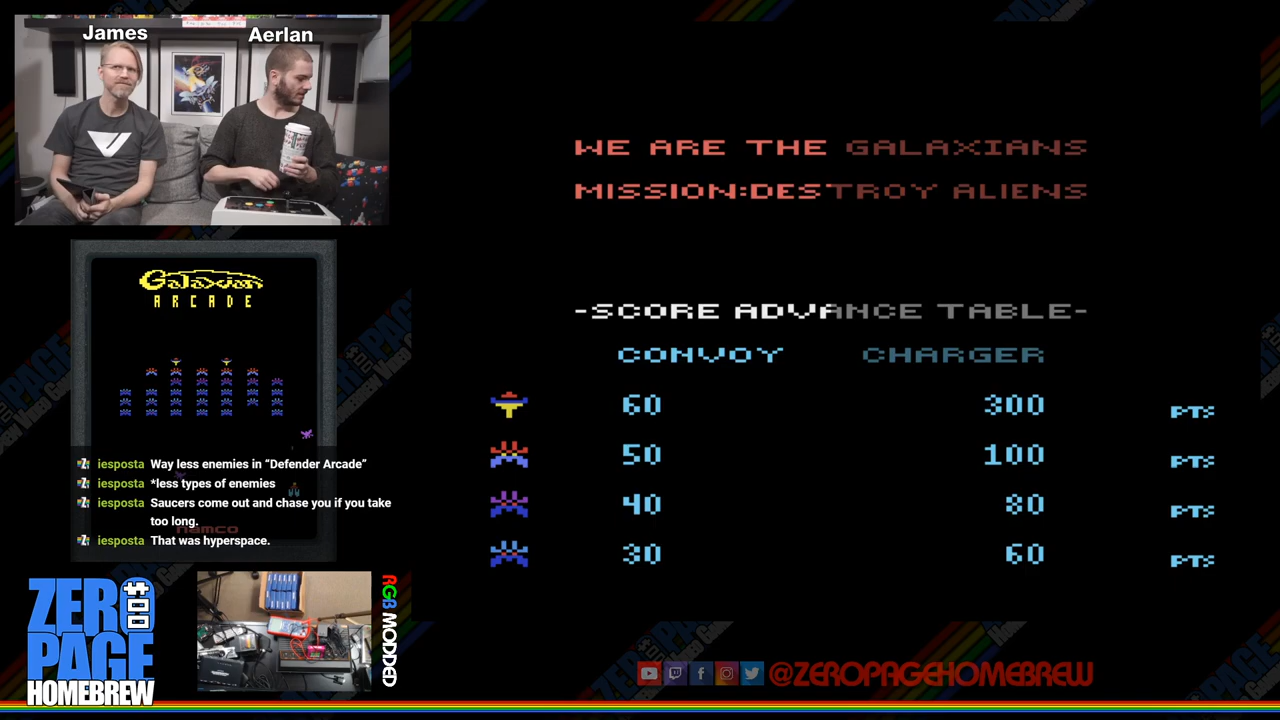 James
Aerlan
WE ARE THE GALAXIANS
MISSION:DESTROY ALIENS
-SCORE ADVANCE TABLE-
CONVOY CHARGER
60 300 PTS
50 100 PTS
40 80 PTS
30 60 PTS
Galaxian
ARCADE
iesposta Way less enemies in “Defender Arcade”
iesposta *less types of enemies
iesposta Saucers come out and chase you if you take
too long.
namco
iesposta That was hyperspace.
ZERO
PAGE
HOMEBREW
RGB MODDED
@ZEROPAGEHOMEBREW